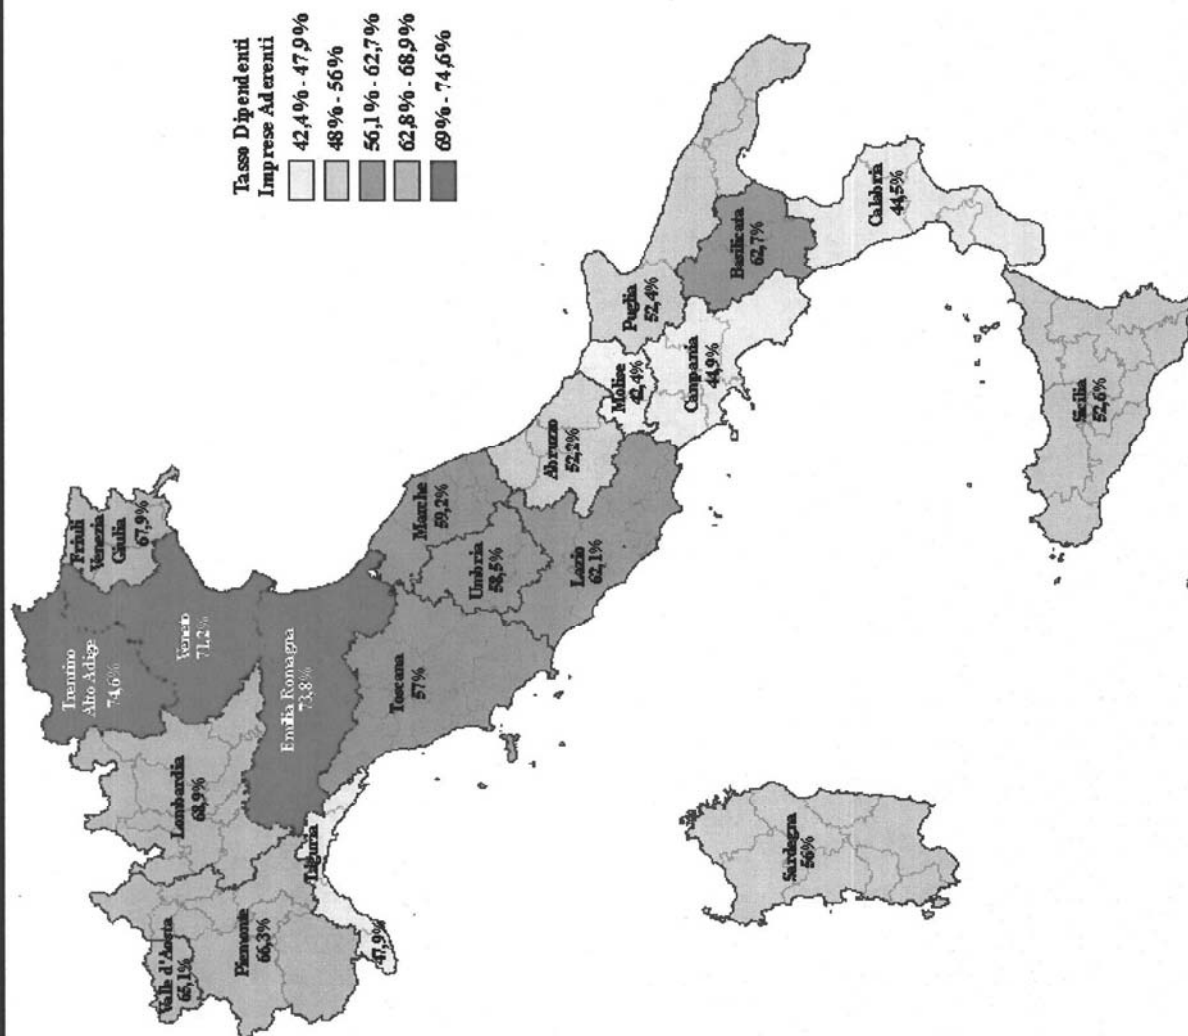 Tasso Dipendenti
Imprese Aderenti
42,4% - 47,9%
48% - 56%
56,1% - 62,7%
62,8% - 68,9%
69% - 74,6%
Trentino
Alto Adige
74,6%
Friuli
Venezia
Giulia
67,9%
Veneto
71,2%
Lombardia
68,9%
Valle d'Aosta
65,1%
Piemonte
66,3%
Liguria
47,9%
Emilia Romagna
73,8%
Toscana
57%
Marche
59,2%
Umbria
58,5%
Lazio
62,1%
Abruzzo
52,2%
Molise
42,4%
Campania
44,9%
Puglia
52,4%
Basilicata
62,7%
Calabria
44,5%
Sicilia
52,6%
Sardegna
56%